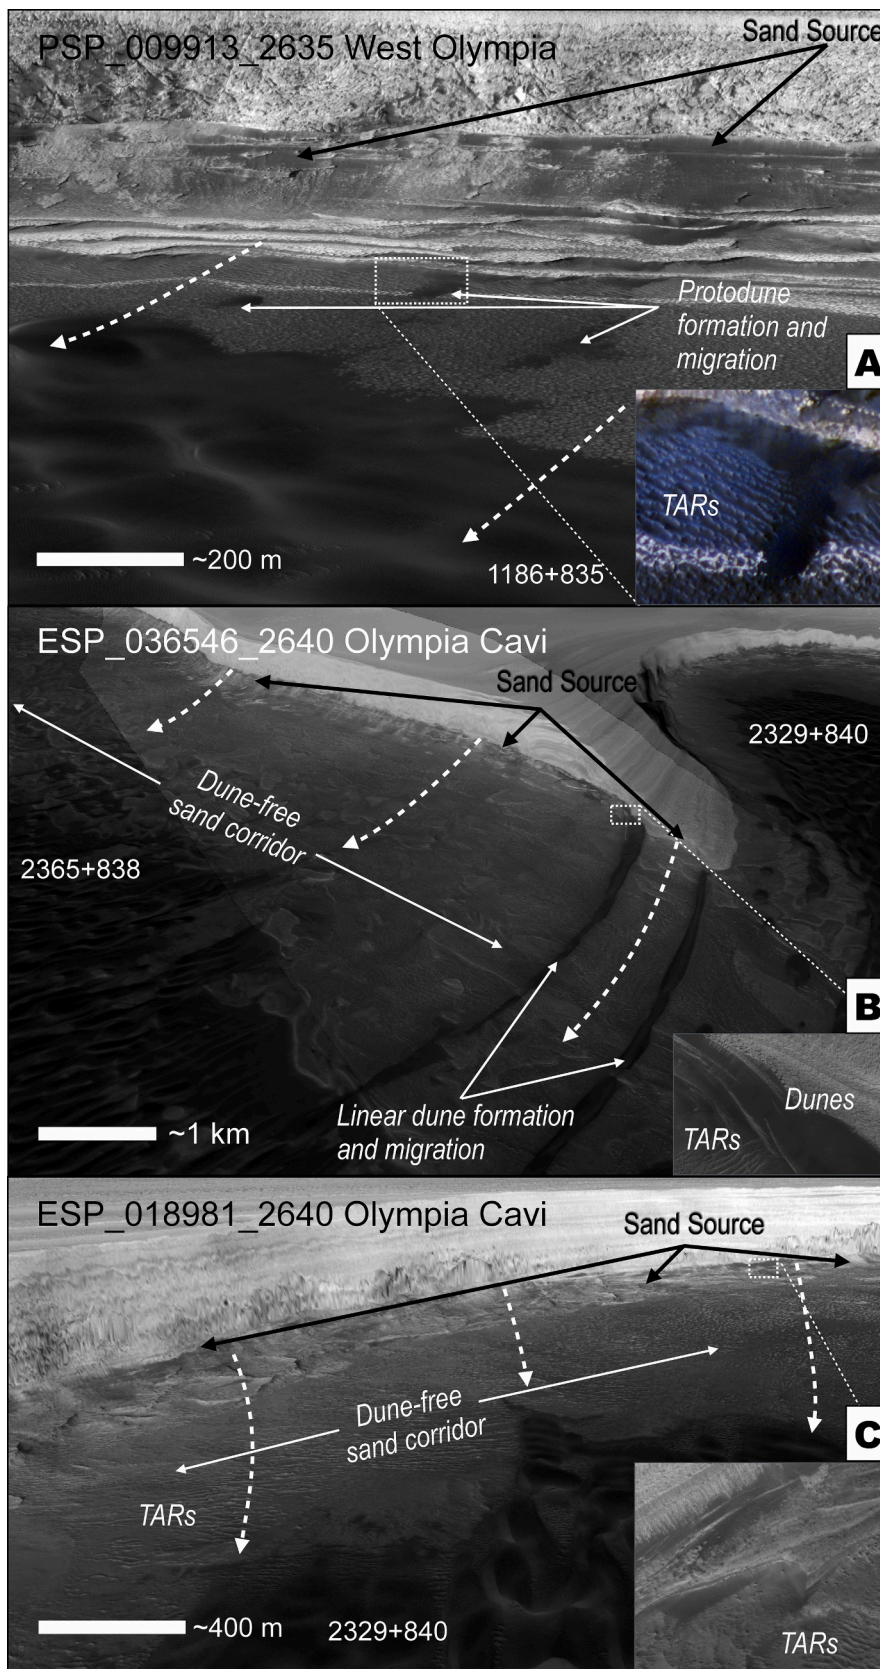 PSP_009913_2635 West Olympia
Sand Source
Protodune
formation and
migration
A
TARs
~200 m
1186+835
ESP_036546_2640 Olympia Cavi
Sand Source
2329+840
Dune-free
sand corridor
2365+838
B
Linear dune formation
and migration
Dunes
TARs
~1 km
ESP_018981_2640 Olympia Cavi
Sand Source
Dune-free
sand corridor
C
TARs
~400 m
2329+840
TARs